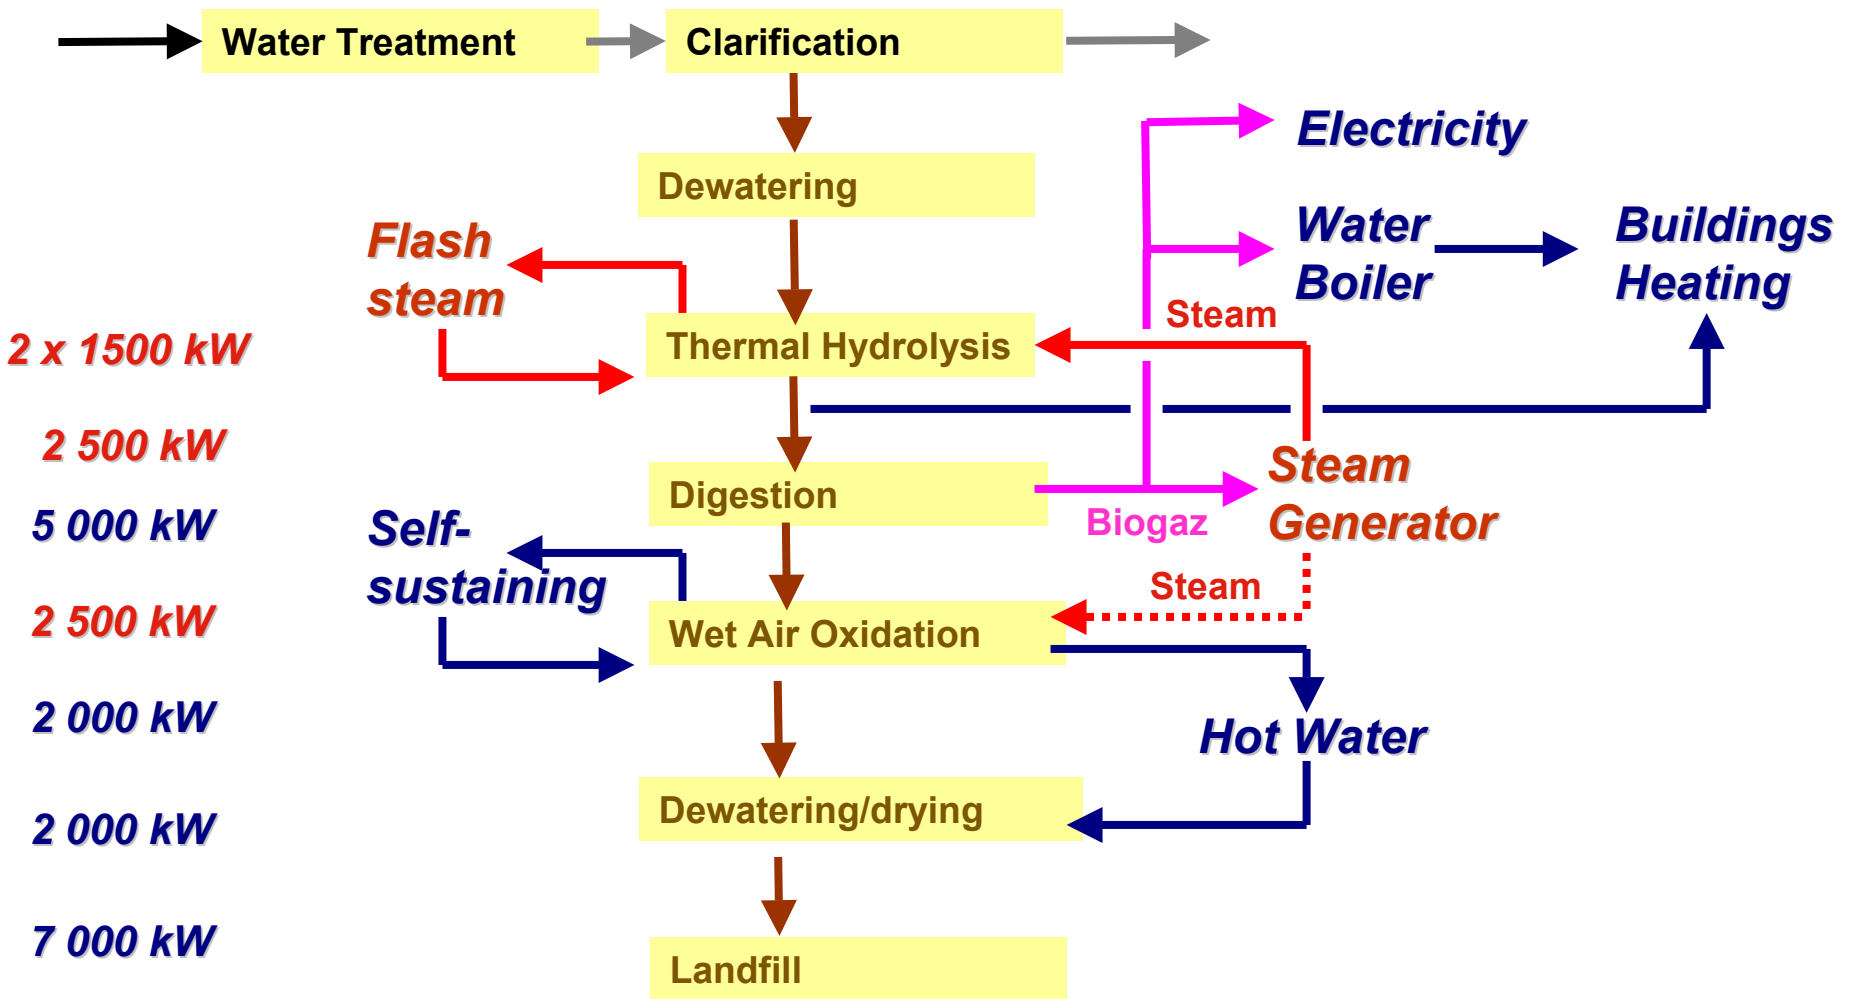 Water Treatment
Clarification
Electricity
Dewatering
Flash
steam
Water
Boiler
Buildings
Heating
Steam
2 x 1500 kW
Thermal Hydrolysis
2 500 kW
Steam
Generator
Digestion
Biogaz
5 000 kW
Self-
sustaining
Steam
2 500 kW
Wet Air Oxidation
2 000 kW
Hot Water
Dewatering/drying
2 000 kW
7 000 kW
Landfill